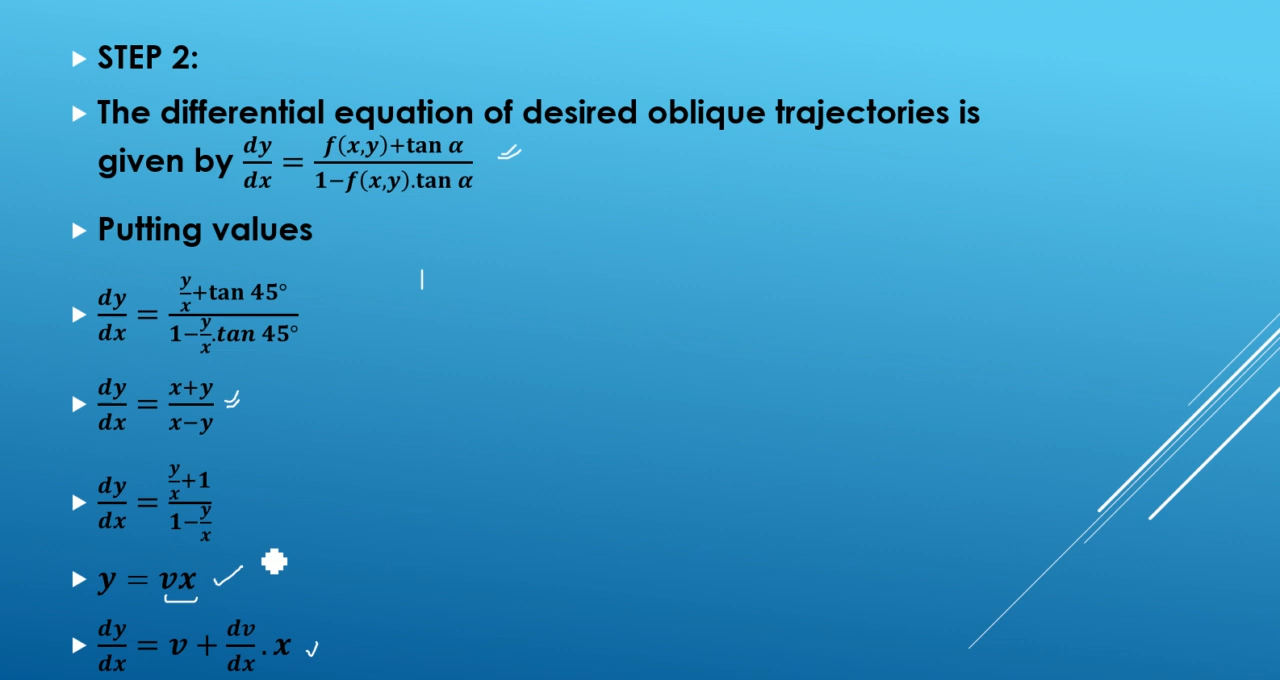 STEP 2:
The differential equation of desired oblique trajectories is
given by dy/dx = (f(x,y)+tan α)/(1−f(x,y).tan α)
Putting values
dy/dx = (y/x+tan 45°)/(1−y/x.tan 45°)
dy/dx = (x+y)/(x−y)
dy/dx = (y/x+1)/(1−y/x)
y = vx
dy/dx = v + dv/dx . x